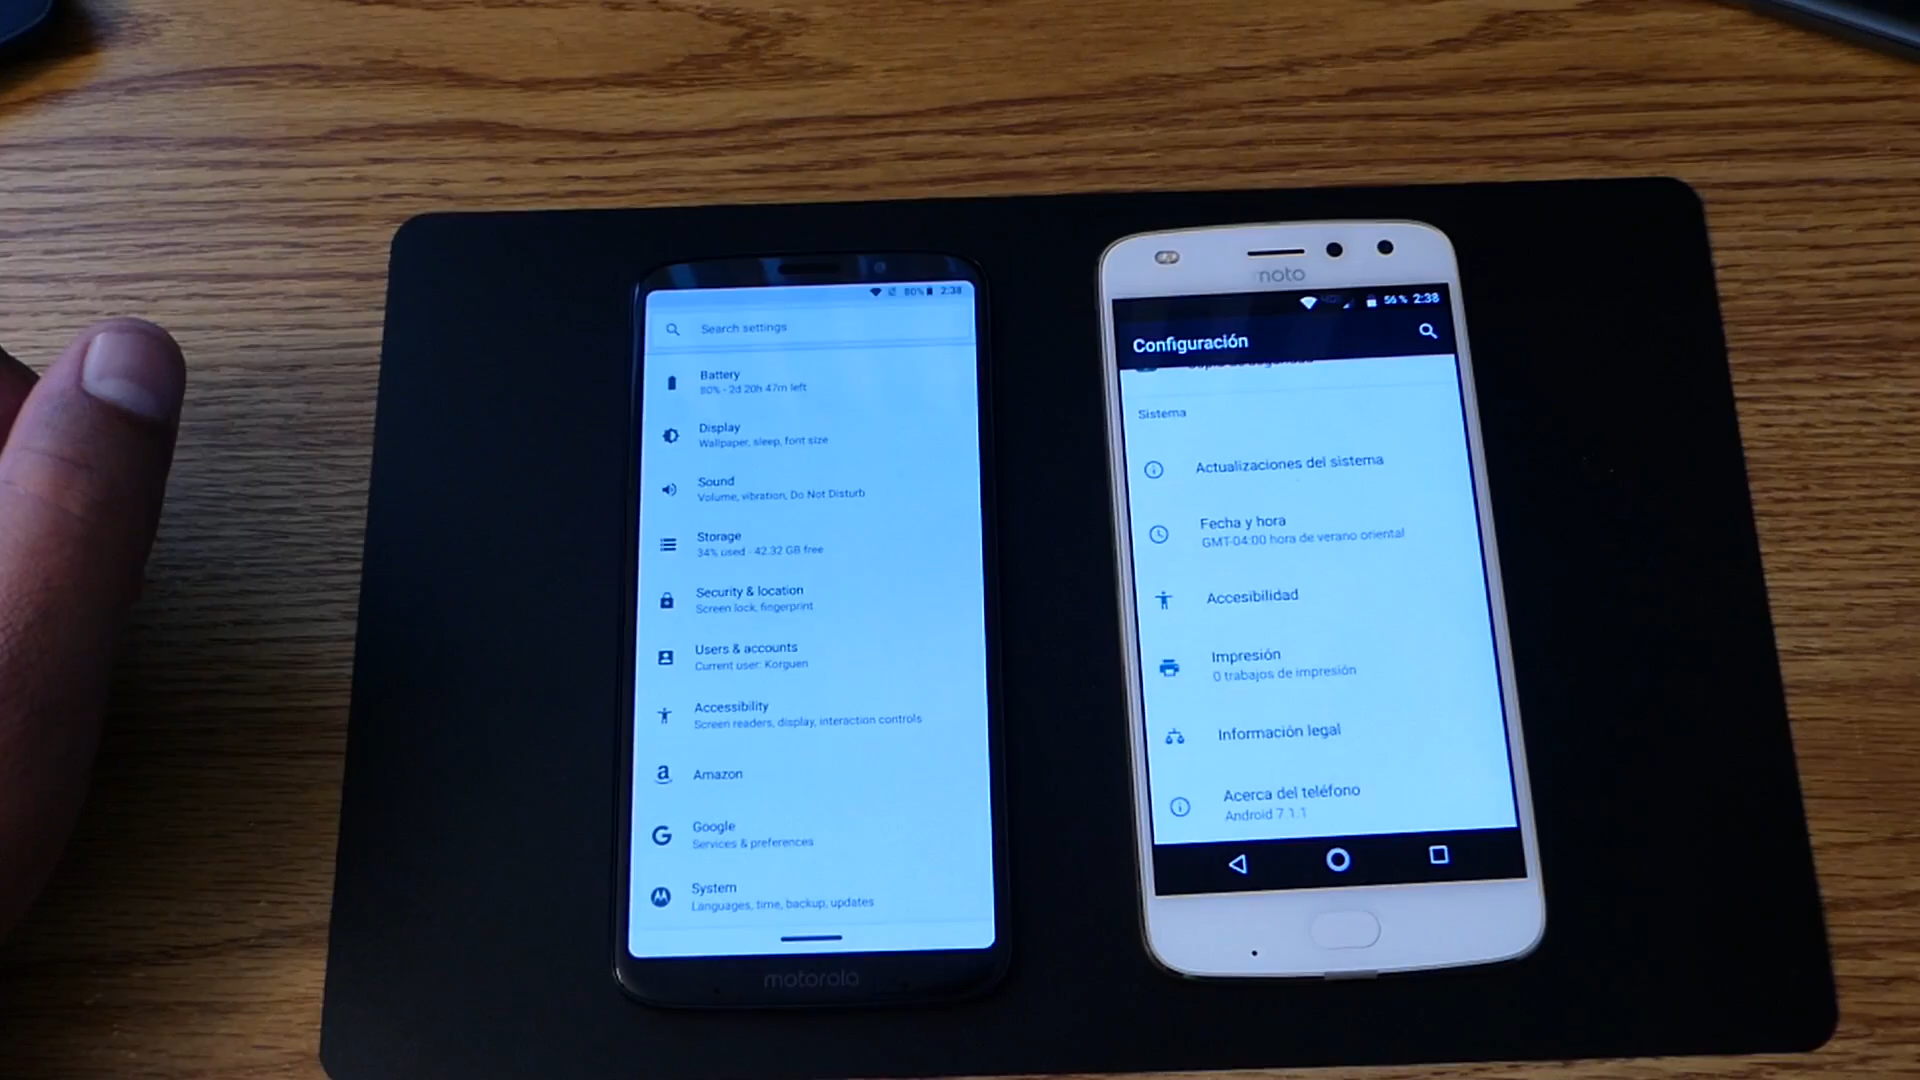 80% 2:38
Search settings
Battery
80% - 2d 20h 47m left
Display
Wallpaper, sleep, font size
Sound
Volume, vibration, Do Not Disturb
Storage
34% used - 42.32 GB free
Security & location
Screen lock, fingerprint
Users & accounts
Current user: Korguen
Accessibility
Screen readers, display, interaction controls
a Amazon
G Google
Services & preferences
System
Languages, time, backup, updates
motorola
moto
56% 2:38
Configuración
Sistema
Actualizaciones del sistema
Fecha y hora
GMT-04:00 hora de verano oriental
Accesibilidad
Impresión
0 trabajos de impresión
Información legal
Acerca del teléfono
Android 7.1.1